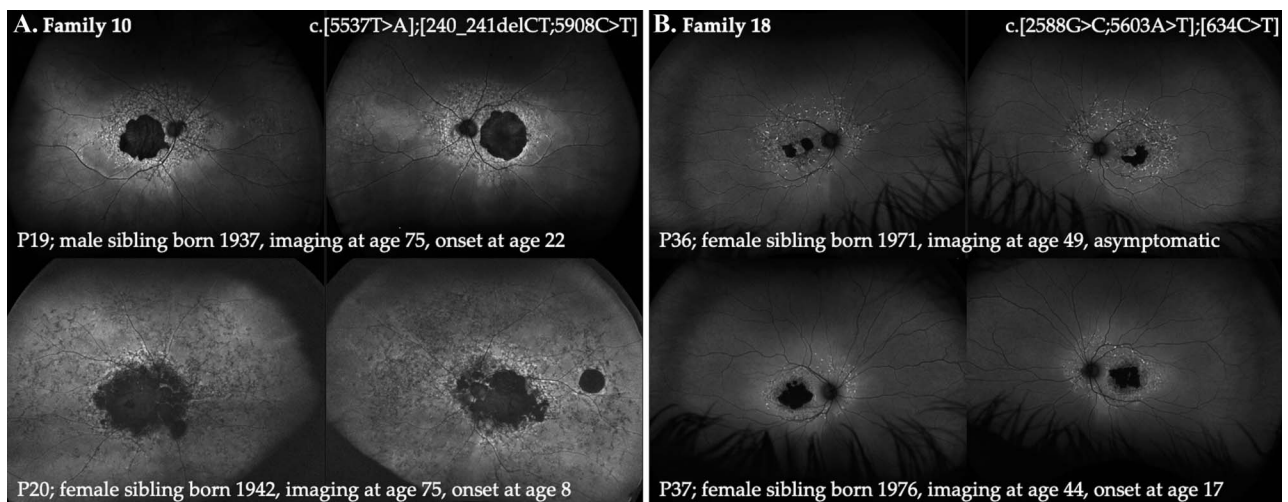 A. Family 10
c.[5537T>A];[240_241delCT;5908C>T]
P19; male sibling born 1937, imaging at age 75, onset at age 22
P20; female sibling born 1942, imaging at age 75, onset at age 8
B. Family 18
c.[2588G>C;5603A>T];[634C>T]
P36; female sibling born 1971, imaging at age 49, asymptomatic
P37; female sibling born 1976, imaging at age 44, onset at age 17